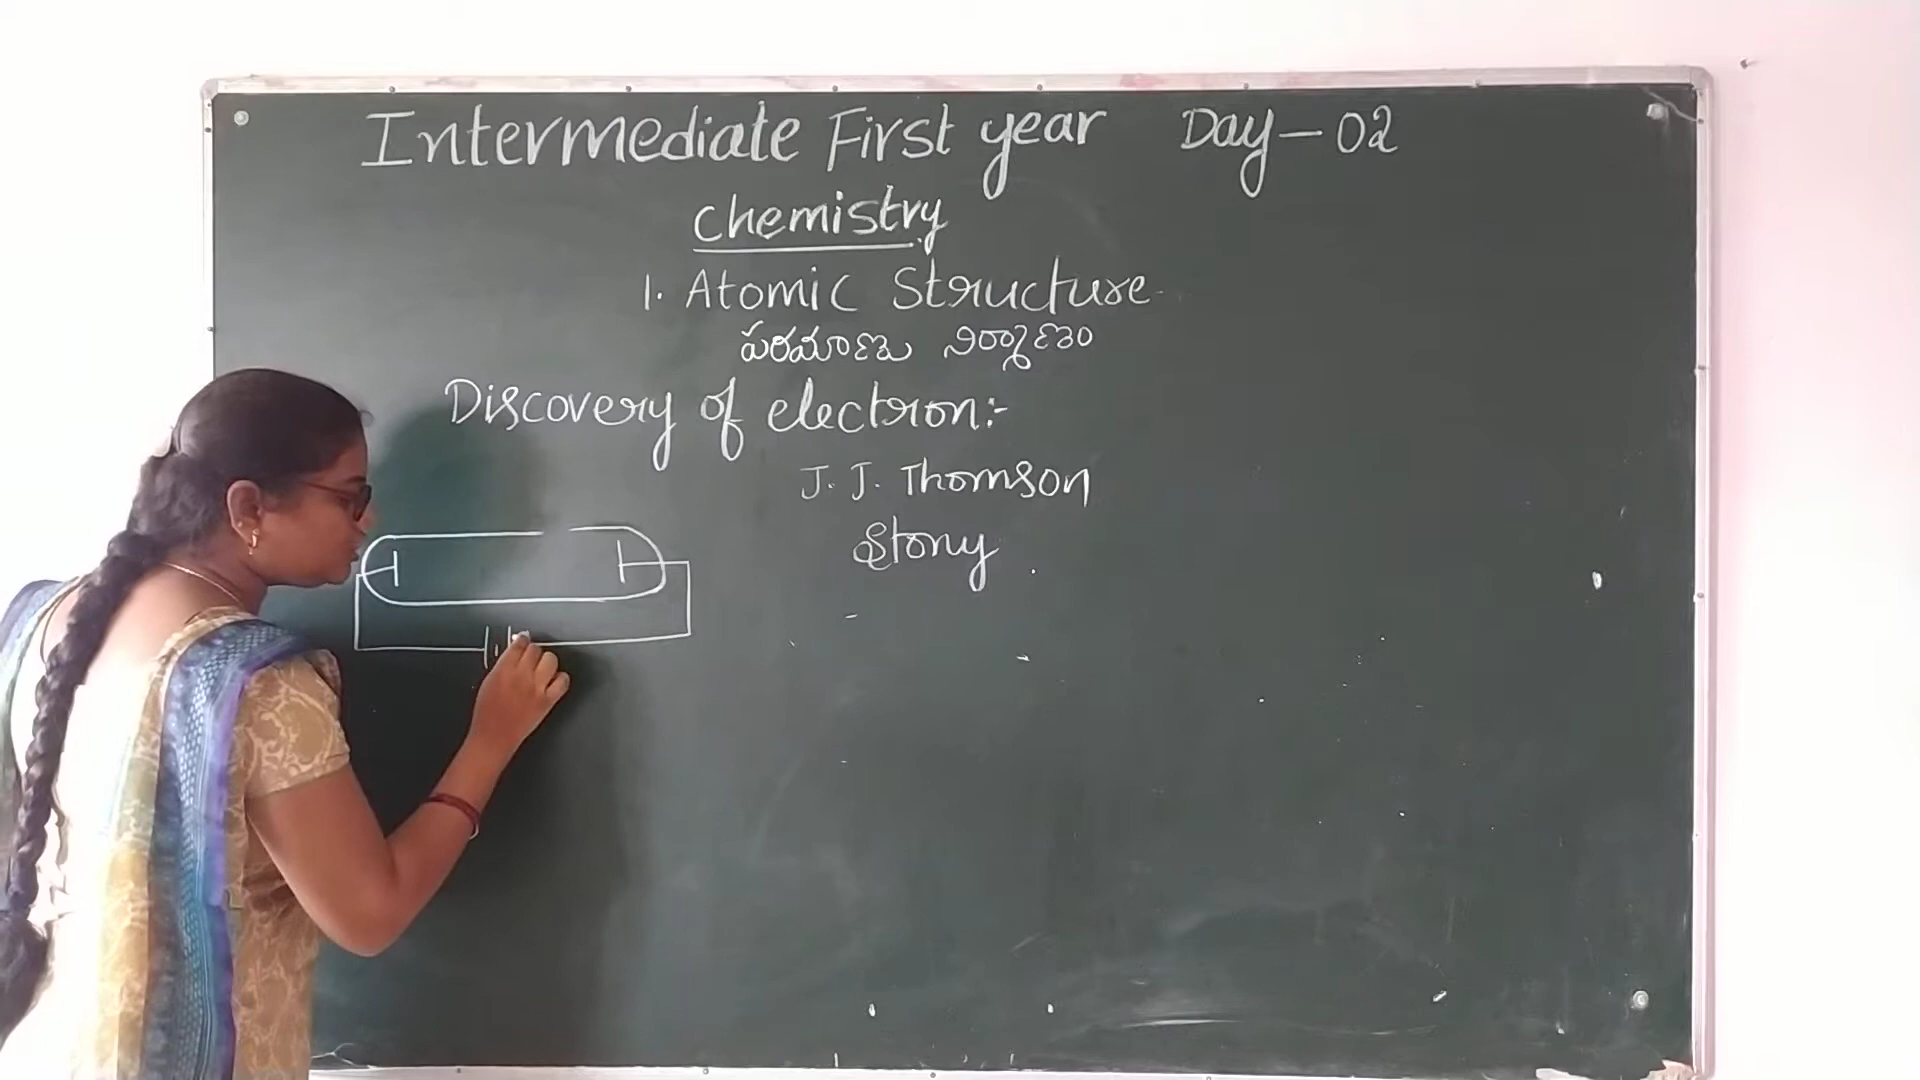 Intermediate First year Day-02
Chemistry
1. Atomic Structure
పరమాణు నిర్మాణం
Discovery of electron:-
J. J. Thomson
Stony